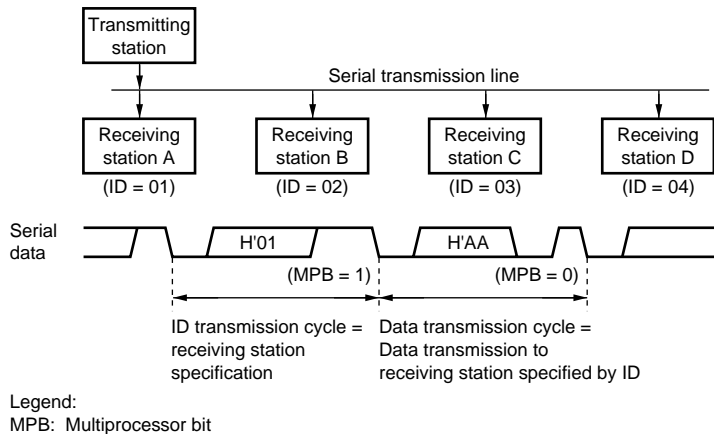 Transmitting
station
Serial transmission line
Receiving
station A
Receiving
station B
Receiving
station C
Receiving
station D
(ID = 01)
(ID = 02)
(ID = 03)
(ID = 04)
Serial
data
H'01
H'AA
(MPB = 1)
(MPB = 0)
ID transmission cycle =
receiving station
specification
Data transmission cycle =
Data transmission to
receiving station specified by ID
Legend:
MPB: Multiprocessor bit